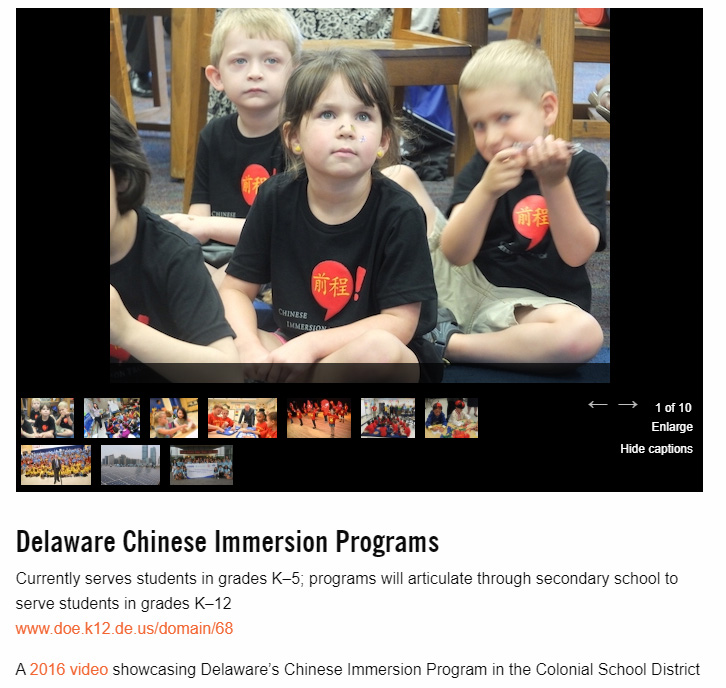 前程
CHINESE
前程!
CHINESE
IMMERSION
前程
← → 1 of 10
Enlarge
Hide captions
Delaware Chinese Immersion Programs
Currently serves students in grades K–5; programs will articulate through secondary school to
serve students in grades K–12
www.doe.k12.de.us/domain/68
A 2016 video showcasing Delaware’s Chinese Immersion Program in the Colonial School District